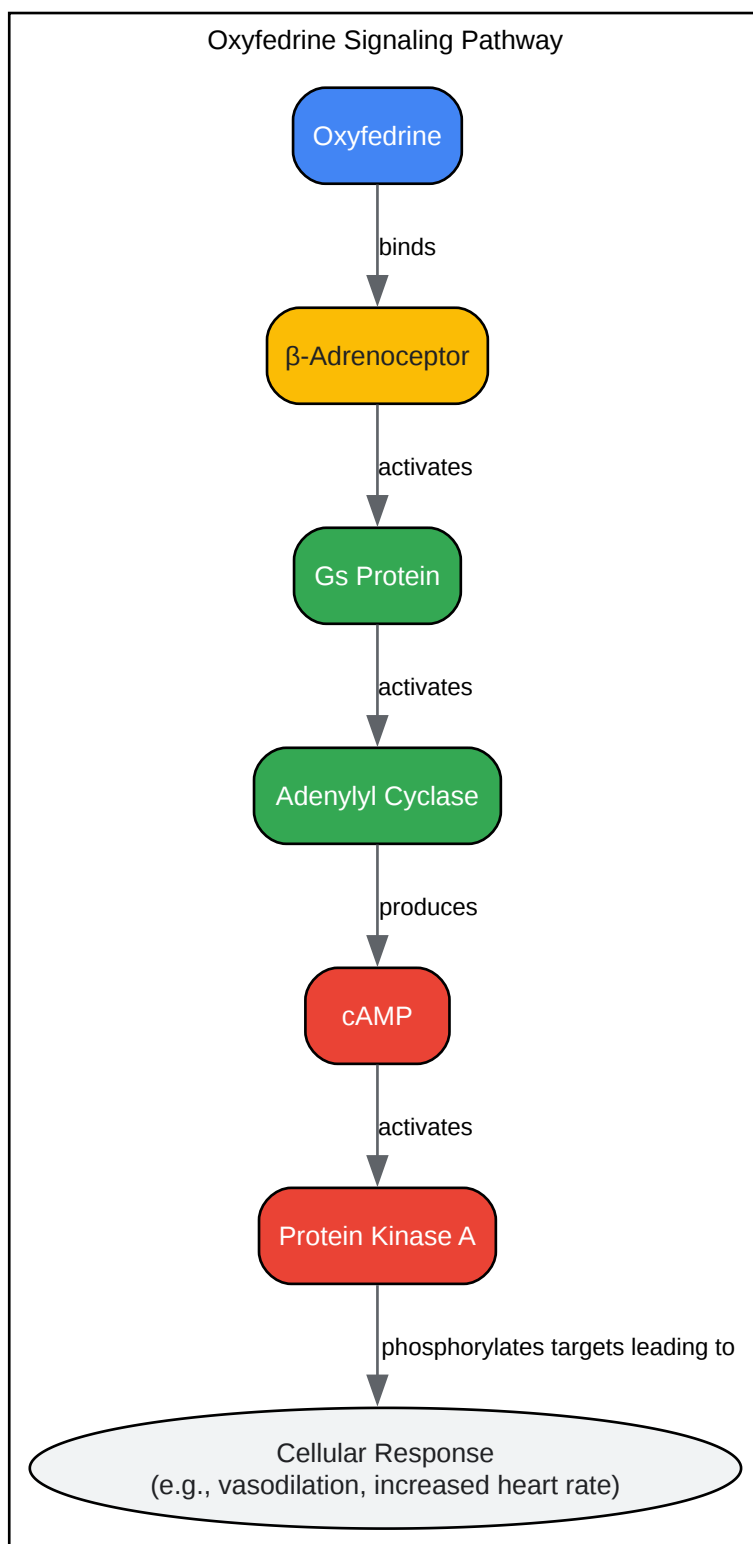 Oxyfedrine Signaling Pathway
Oxyfedrine
binds
β-Adrenoceptor
activates
Gs Protein
activates
Adenylyl Cyclase
produces
cAMP
activates
Protein Kinase A
phosphorylates targets leading to
Cellular Response
(e.g., vasodilation, increased heart rate)